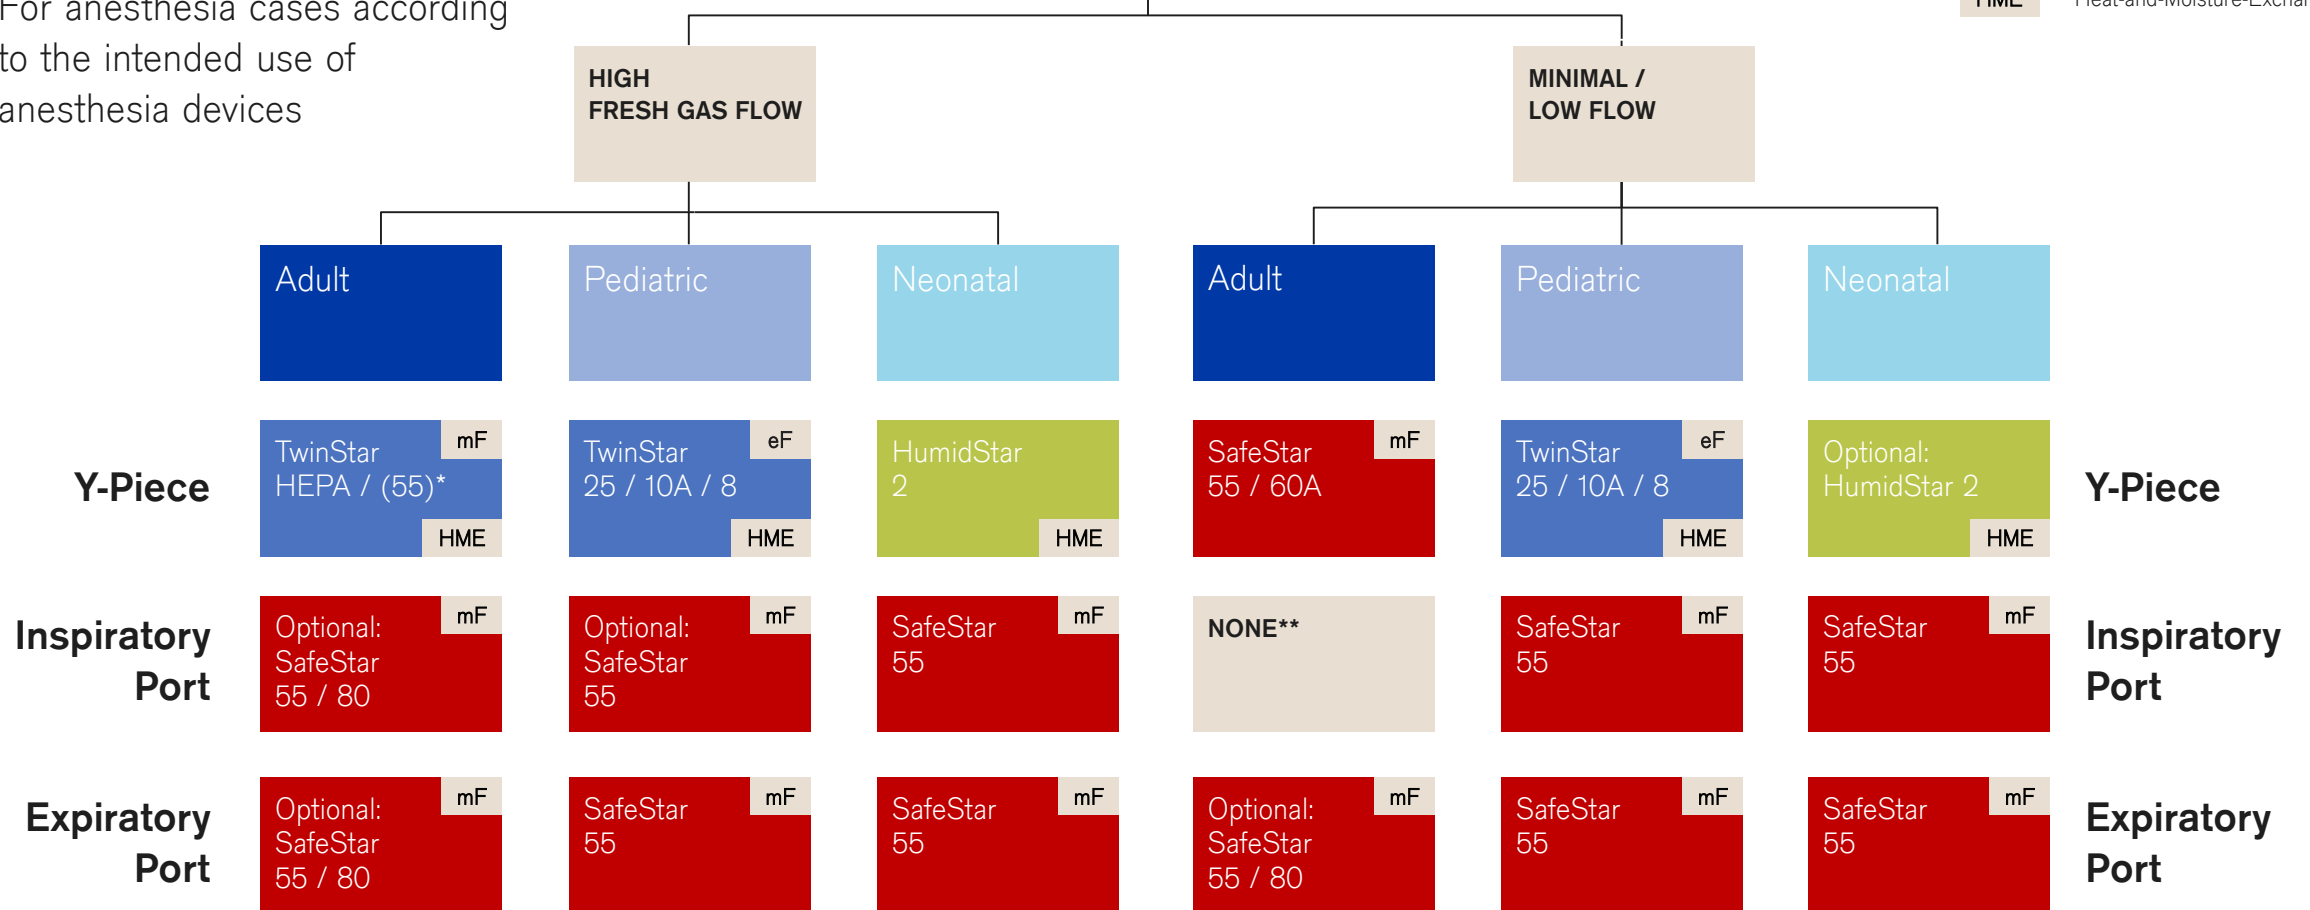 For anesthesia cases according
to the intended use of
anesthesia devices
HME
HIGH
FRESH GAS FLOW
MINIMAL /
LOW FLOW
Adult
Pediatric
Neonatal
Adult
Pediatric
Neonatal
Y-Piece
TwinStar
HEPA / (55)*
mF
HME
TwinStar
25 / 10A / 8
eF
HME
HumidStar
2
HME
SafeStar
55 / 60A
mF
TwinStar
25 / 10A / 8
eF
HME
Optional:
HumidStar 2
HME
Y-Piece
Inspiratory
Port
Optional:
SafeStar
55 / 80
mF
Optional:
SafeStar
55
mF
SafeStar
55
mF
NONE**
SafeStar
55
mF
SafeStar
55
mF
Inspiratory
Port
Expiratory
Port
Optional:
SafeStar
55 / 80
mF
SafeStar
55
mF
SafeStar
55
mF
Optional:
SafeStar
55 / 80
mF
SafeStar
55
mF
SafeStar
55
mF
Expiratory
Port